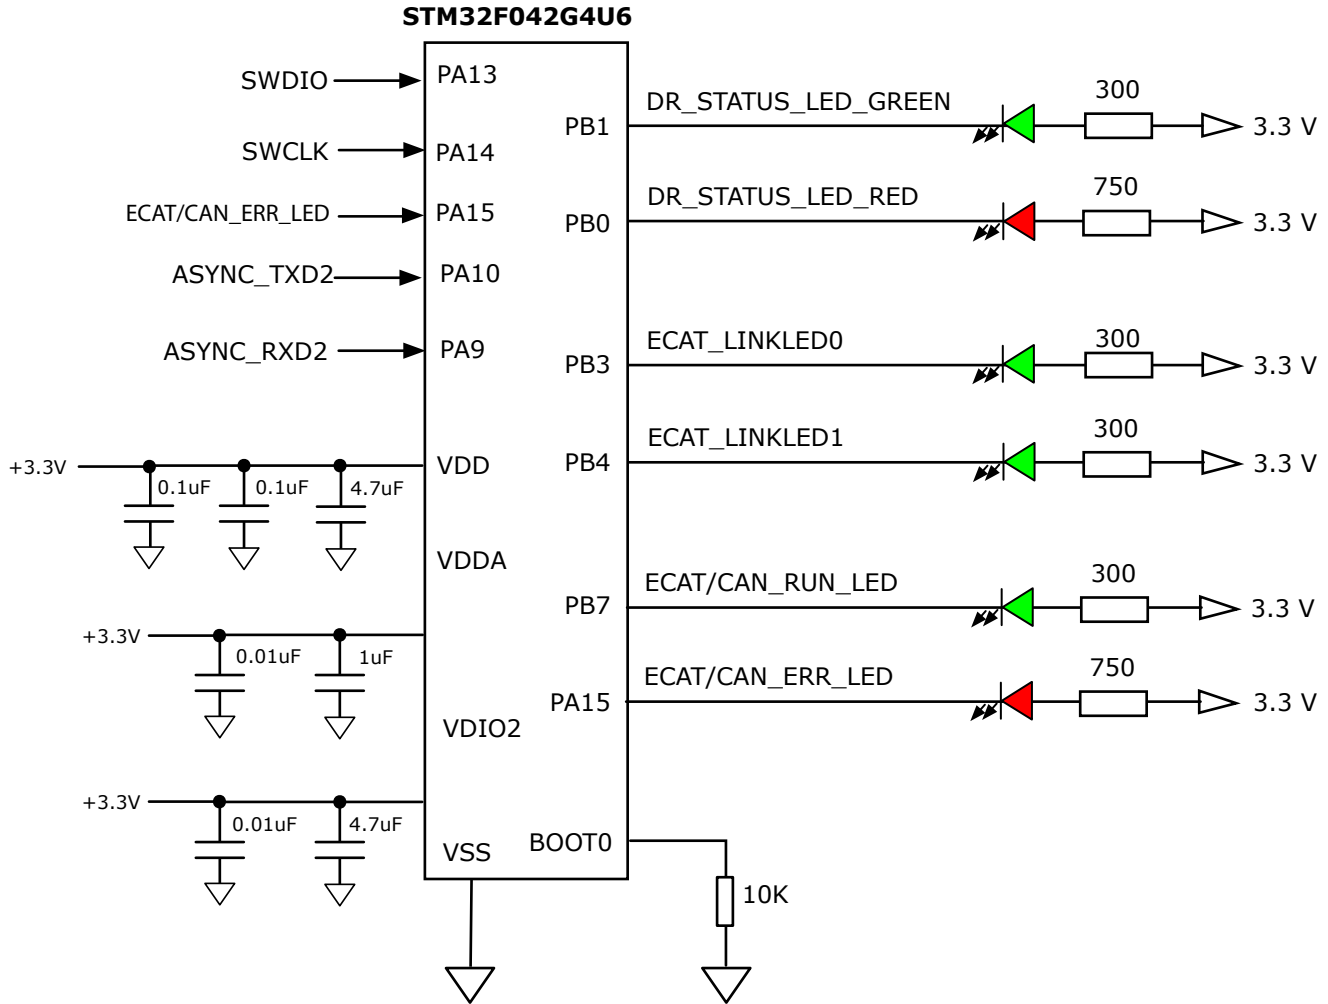 STM32F042G4U6
SWDIO
PA13
SWCLK
PA14
ECAT/CAN_ERR_LED
PA15
ASYNC_TXD2
PA10
ASYNC_RXD2
PA9
+3.3V
VDD
0.1uF
0.1uF
4.7uF
VDDA
+3.3V
0.01uF
1uF
VDIO2
+3.3V
0.01uF
4.7uF
VSS
PB1
DR_STATUS_LED_GREEN
300
3.3 V
PB0
DR_STATUS_LED_RED
750
3.3 V
PB3
ECAT_LINKLED0
300
3.3 V
PB4
ECAT_LINKLED1
300
3.3 V
PB7
ECAT/CAN_RUN_LED
300
3.3 V
PA15
ECAT/CAN_ERR_LED
750
3.3 V
BOOT0
10K